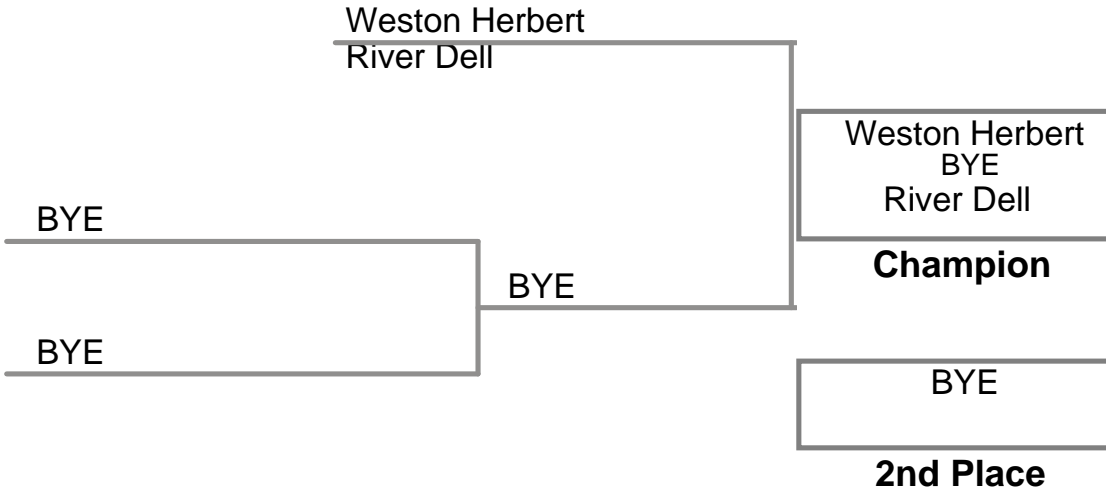 Weston Herbert
River Dell
Weston Herbert
BYE
River Dell
Champion
BYE
BYE
BYE
BYE
2nd Place